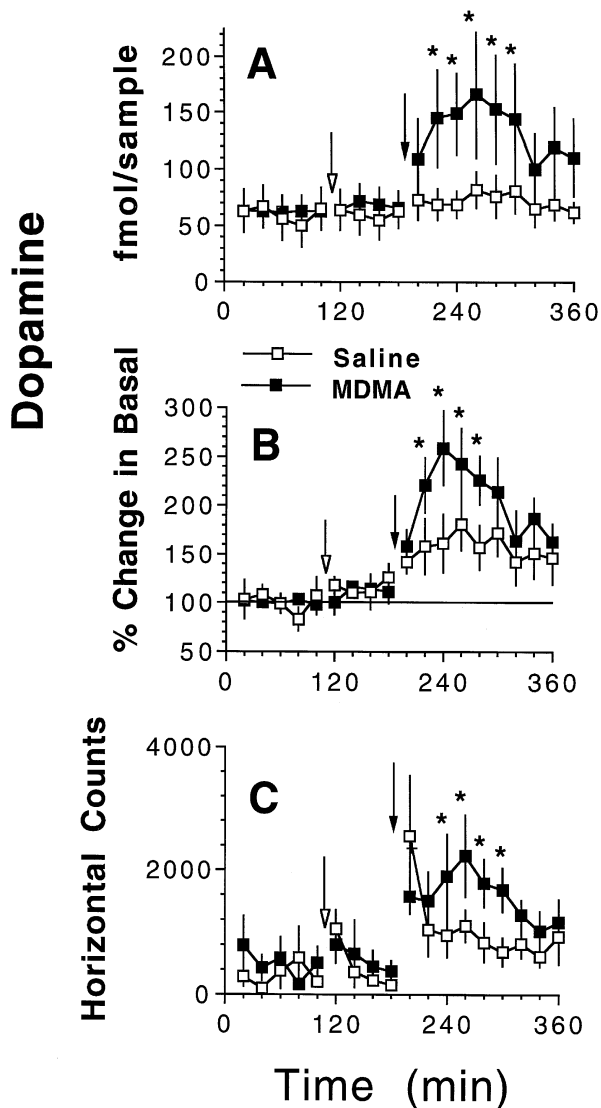 Dopamine
A
fmol/sample
200
150
100
50
0
* * * * *
0 120 240 360
Saline
MDMA
B
% Change in Basal
300
250
200
150
100
50
* * * *
0 120 240 360
C
Horizontal Counts
4000
2000
0
* * * *
0 120 240 360
Time (min)